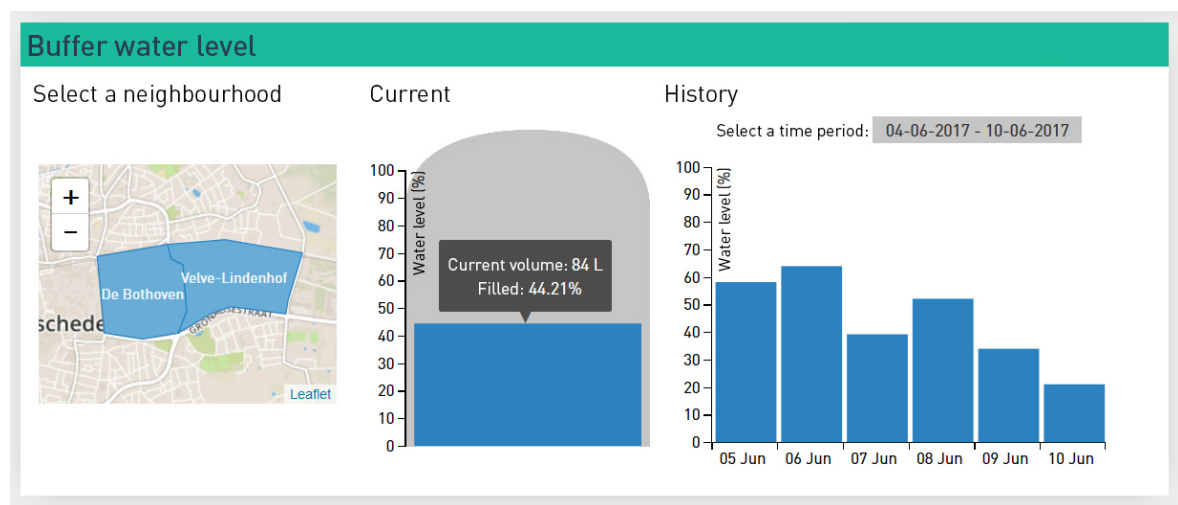 Buffer water level
Select a neighbourhood
+
−
De Bothoven
Velve-Lindenhof
schede
Leaflet
Current
100
90
80
70
60
50
40
30
20
10
0
Water level (%)
Current volume: 84 L
Filled: 44.21%
History
Select a time period: 04-06-2017 - 10-06-2017
100
90
80
70
60
50
40
30
20
10
0
Water level (%)
05 Jun 06 Jun 07 Jun 08 Jun 09 Jun 10 Jun